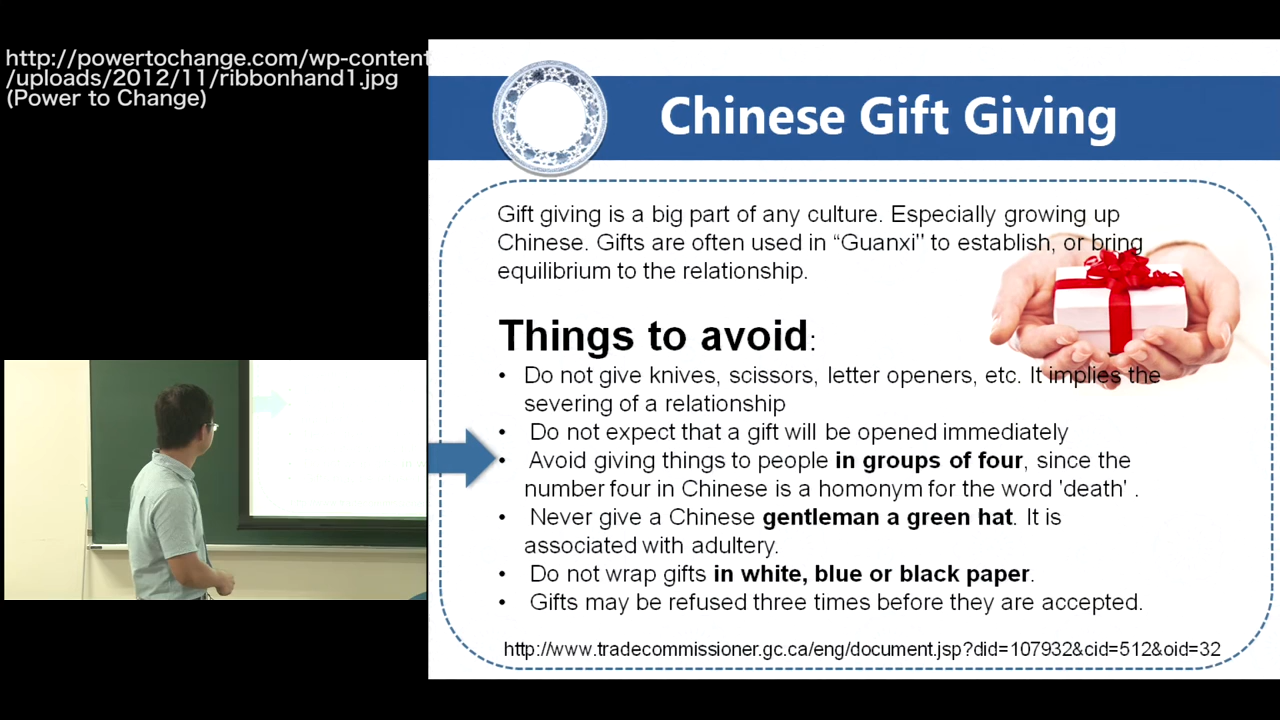 http://powertochange.com/wp-content
/uploads/2012/11/ribbonhand1.jpg
(Power to Change)
Chinese Gift Giving
Gift giving is a big part of any culture. Especially growing up
Chinese. Gifts are often used in “Guanxi” to establish, or bring
equilibrium to the relationship.
Things to avoid:
• Do not give knives, scissors, letter openers, etc. It implies the
severing of a relationship
• Do not expect that a gift will be opened immediately
• Avoid giving things to people in groups of four, since the
number four in Chinese is a homonym for the word 'death' .
• Never give a Chinese gentleman a green hat. It is
associated with adultery.
• Do not wrap gifts in white, blue or black paper.
• Gifts may be refused three times before they are accepted.
http://www.tradecommissioner.gc.ca/eng/document.jsp?did=107932&cid=512&oid=32